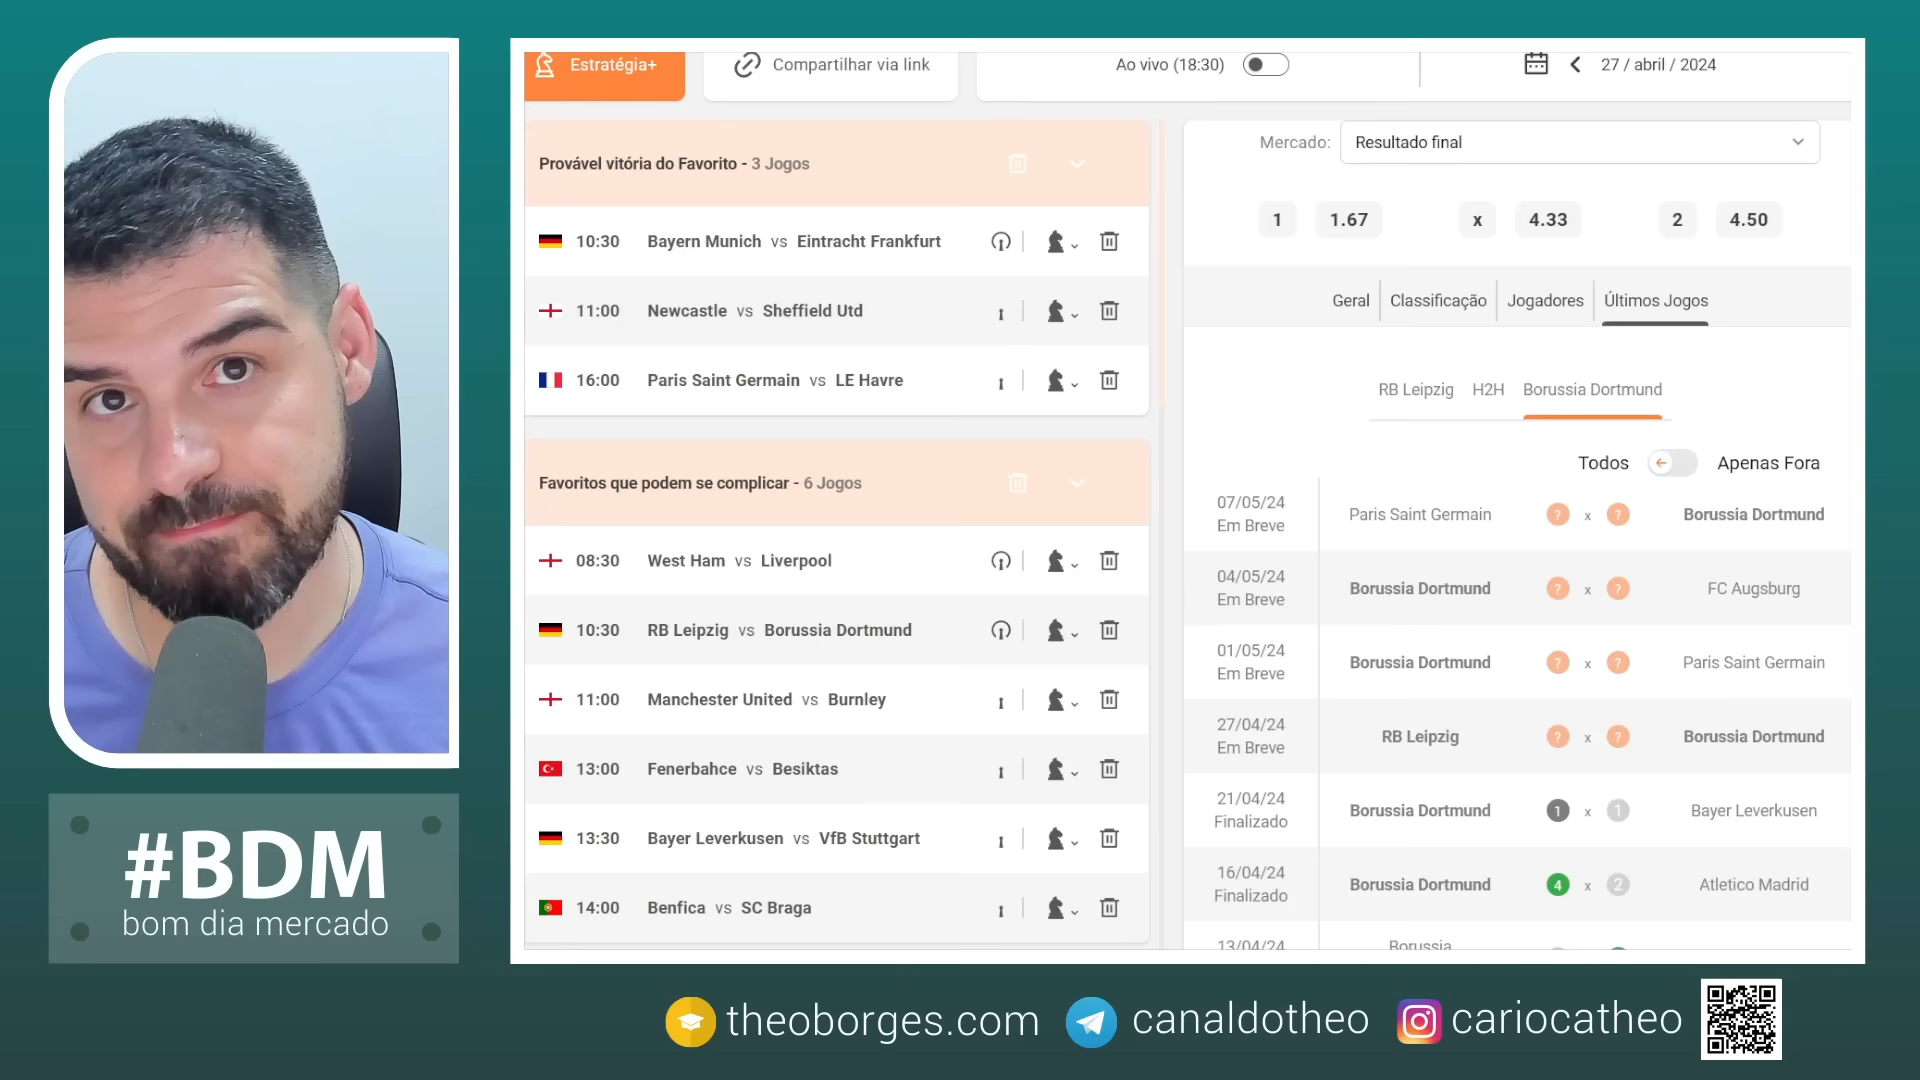 Estratégia+
Compartilhar via link
Ao vivo (18:30)
27 / abril / 2024
Provável vitória do Favorito - 3 Jogos
10:30 Bayern Munich vs Eintracht Frankfurt
11:00 Newcastle vs Sheffield Utd
16:00 Paris Saint Germain vs LE Havre
Favoritos que podem se complicar - 6 Jogos
08:30 West Ham vs Liverpool
10:30 RB Leipzig vs Borussia Dortmund
11:00 Manchester United vs Burnley
13:00 Fenerbahce vs Besiktas
13:30 Bayer Leverkusen vs VfB Stuttgart
14:00 Benfica vs SC Braga
Mercado: Resultado final
1 1.67 x 4.33 2 4.50
Geral Classificação Jogadores Últimos Jogos
RB Leipzig H2H Borussia Dortmund
Todos Apenas Fora
07/05/24
Em Breve
Paris Saint Germain ? x ? Borussia Dortmund
04/05/24
Em Breve
Borussia Dortmund ? x ? FC Augsburg
01/05/24
Em Breve
Borussia Dortmund ? x ? Paris Saint Germain
27/04/24
Em Breve
RB Leipzig ? x ? Borussia Dortmund
21/04/24
Finalizado
Borussia Dortmund 1 x 1 Bayer Leverkusen
16/04/24
Finalizado
Borussia Dortmund 4 x 2 Atletico Madrid
13/04/24
Borussia
#BDM
bom dia mercado
theoborges.com
canaldotheo
cariocatheo